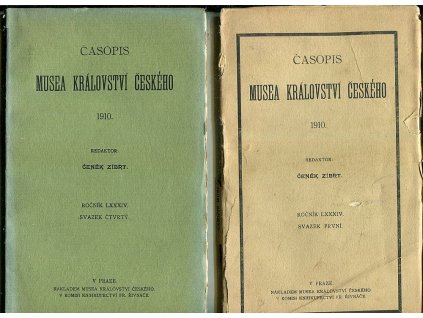 ČASOPIS
MUSEA KRÁLOVSTVÍ ČESKÉHO
1910.
REDAKTOR:
ČENĚK ZÍBRT.
ROČNÍK LXXXIV.
SVAZEK ČTVRTÝ.
V PRAZE.
NÁKLADEM MUSEA KRÁLOVSTVÍ ČESKÉHO.
V KOMISI KNIHKUPECTVÍ FR. ŘIVNÁČE.
ČASOPIS
MUSEA KRÁLOVSTVÍ ČESKÉHO
1910.
REDAKTOR:
ČENĚK ZÍBRT.
ROČNÍK LXXXIV.
SVAZEK PRVNÍ.
V PRAZE.
NÁKLADEM MUSEA KRÁLOVSTVÍ ČESKÉHO.
V KOMISI KNIHKUPECTVÍ FR. ŘIVNÁČE.